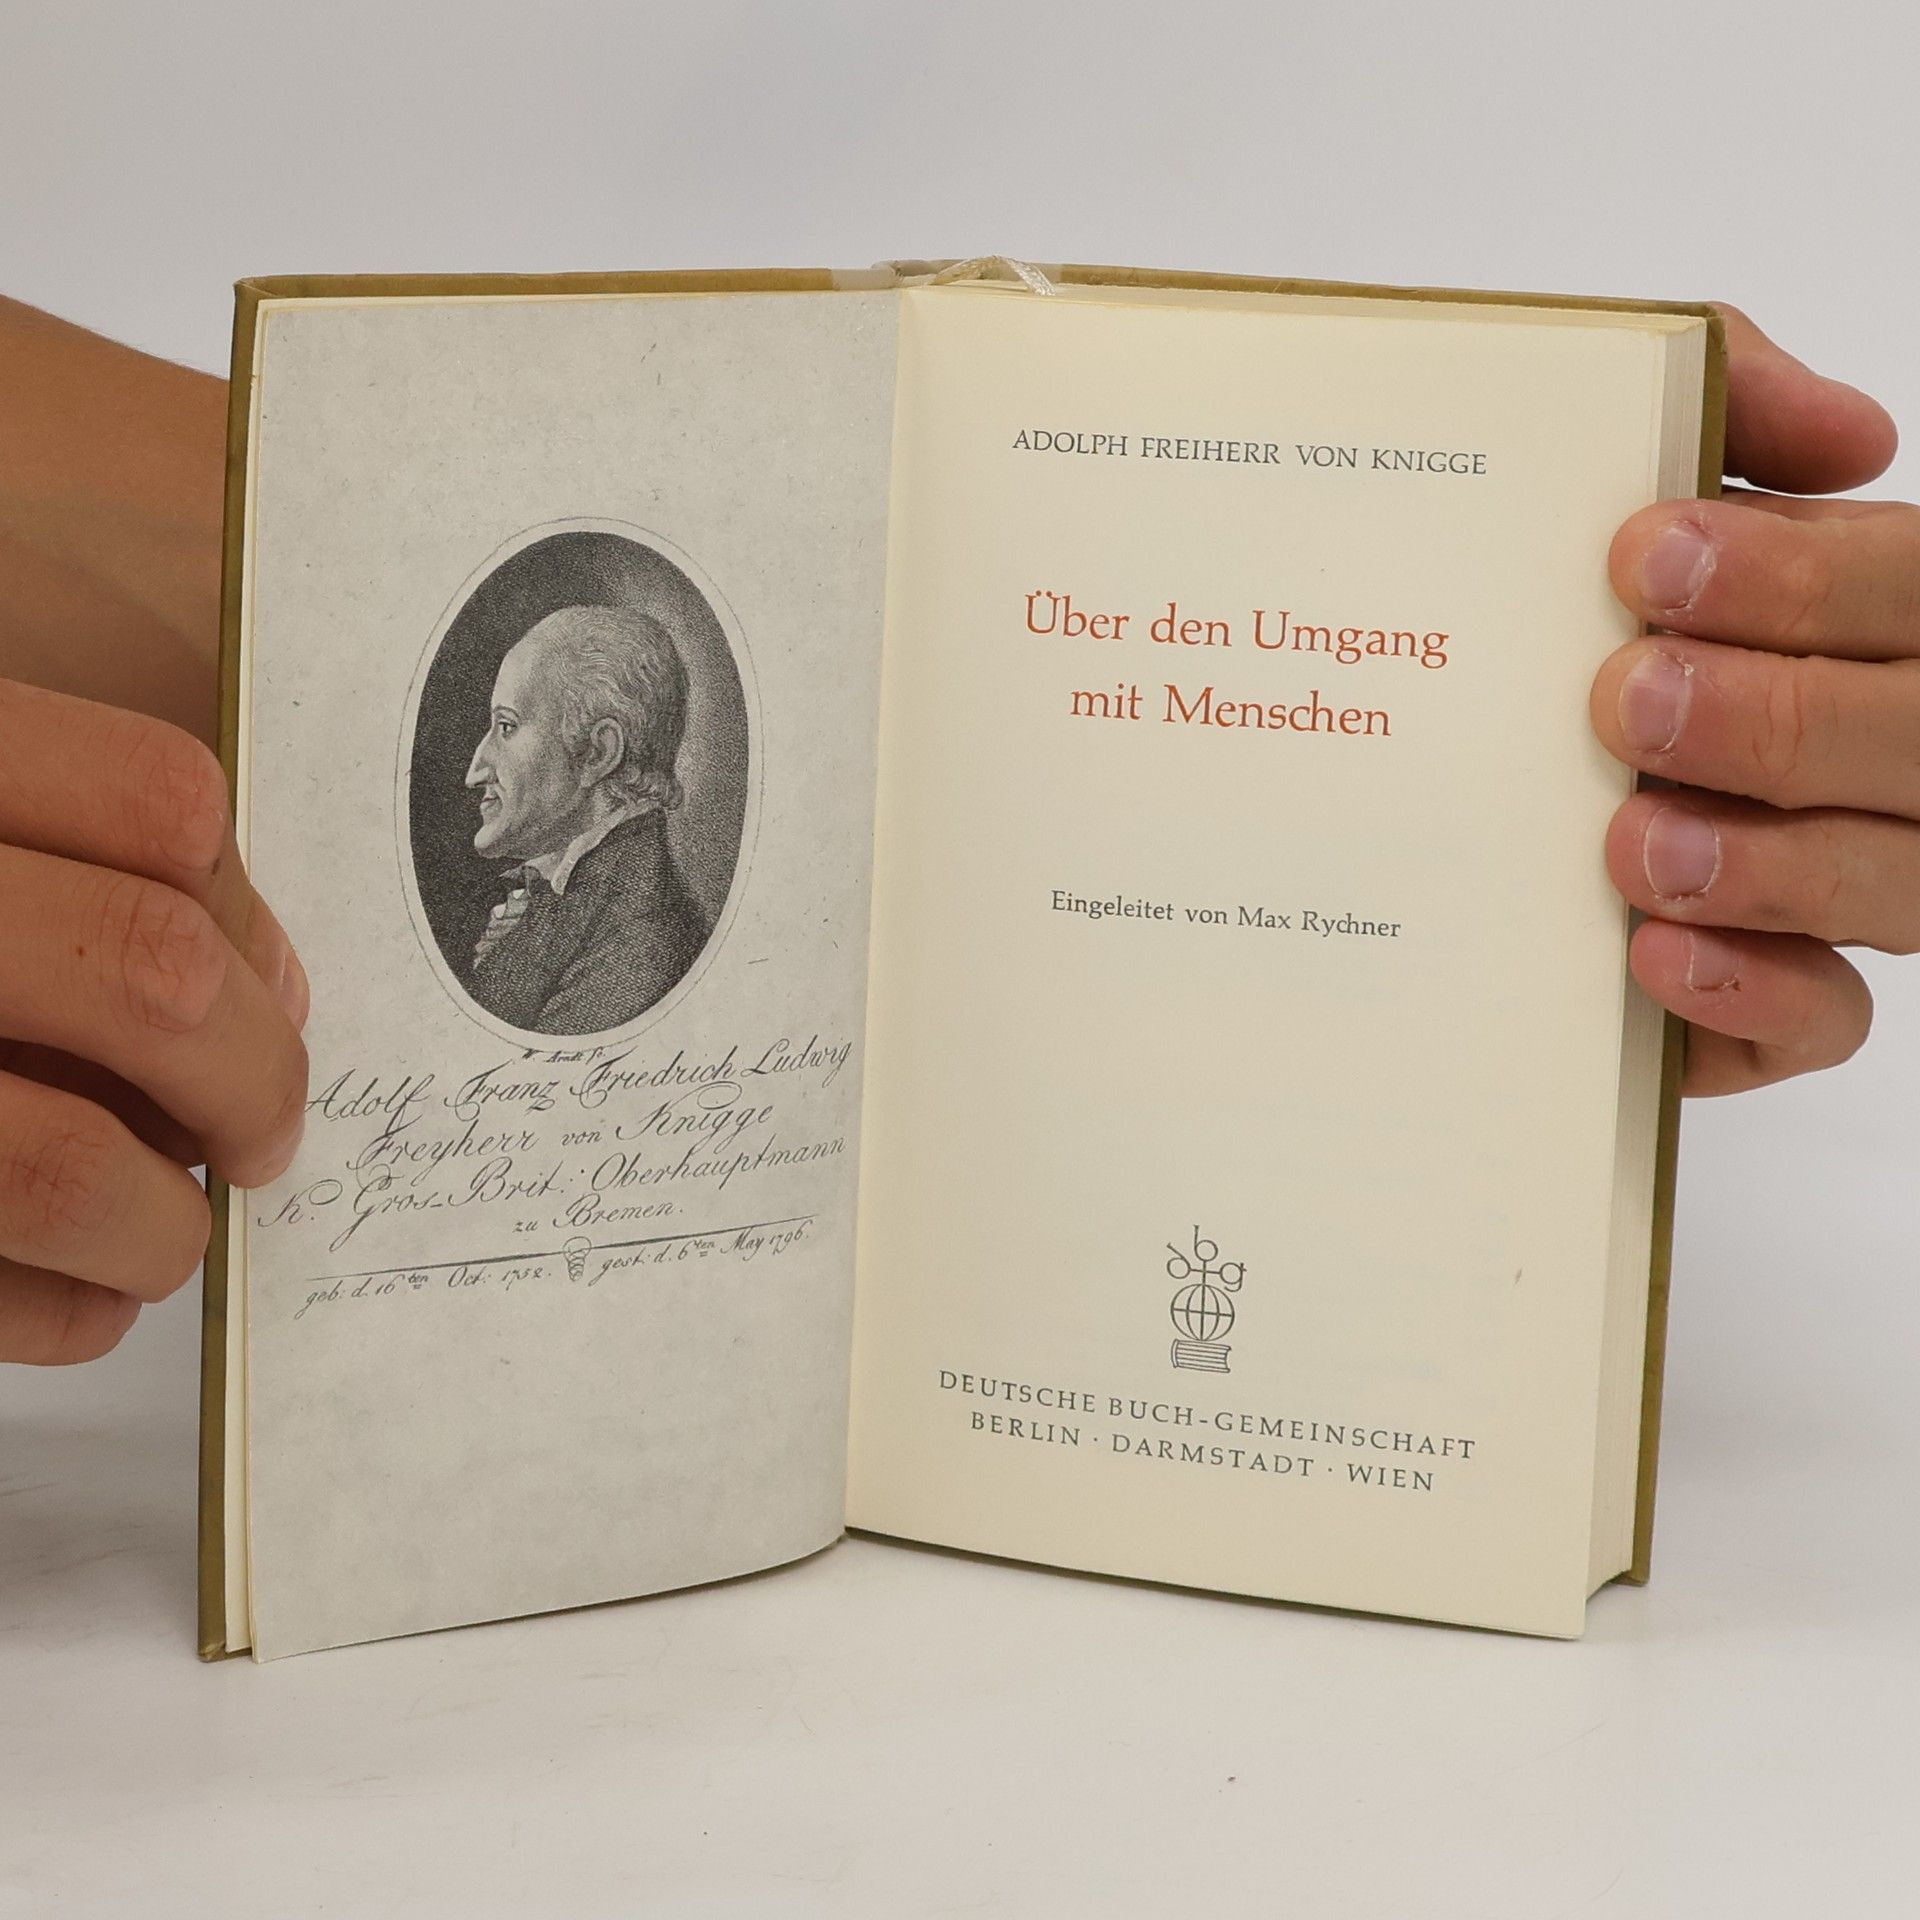 W. Arndt sc.
Adolf Franz Friedrich Ludwig
Freyherr von Knigge
K. Gros-Brit: Oberhauptmann
zu Bremen.
geb: d. 16ten Oct: 1752. gest: d. 6ten May 1796.
ADOLPH FREIHERR VON KNIGGE
Über den Umgang
mit Menschen
Eingeleitet von Max Rychner
dbg
DEUTSCHE BUCH-GEMEINSCHAFT
BERLIN · DARMSTADT · WIEN